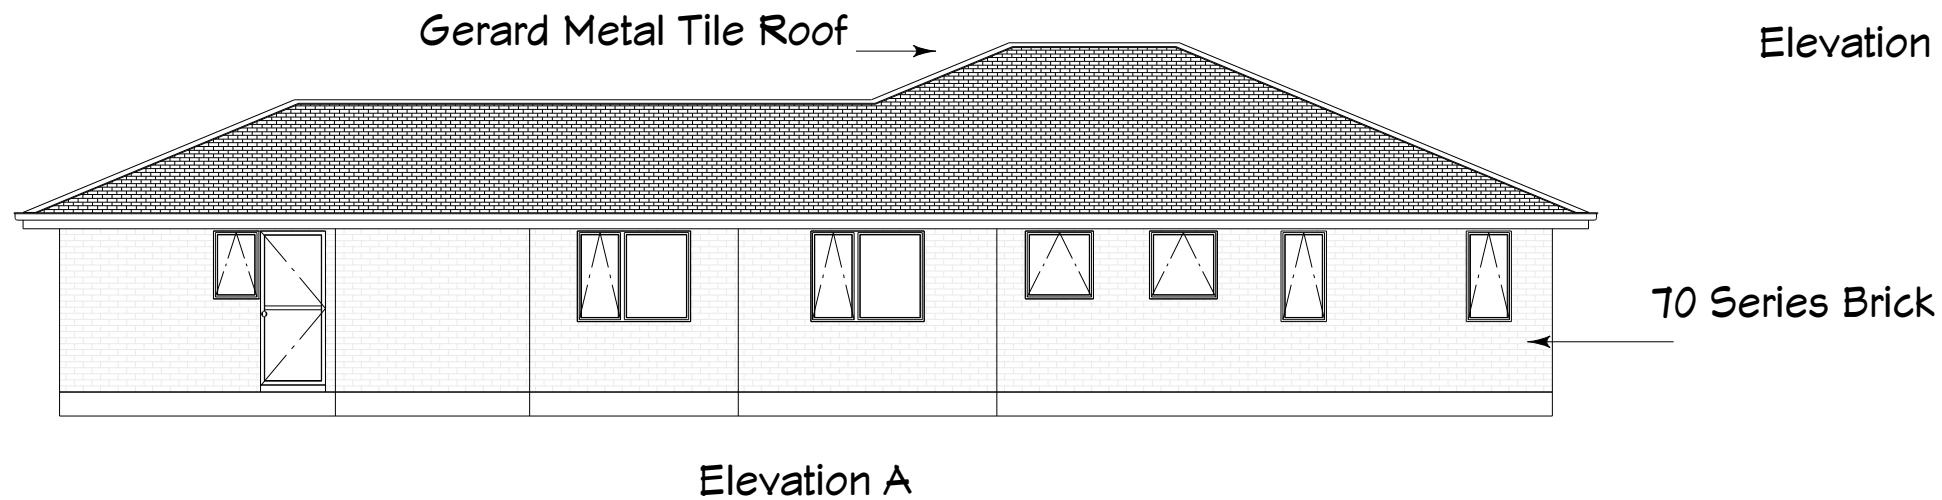 Gerard Metal Tile Roof
Elevation
70 Series Brick
Elevation A